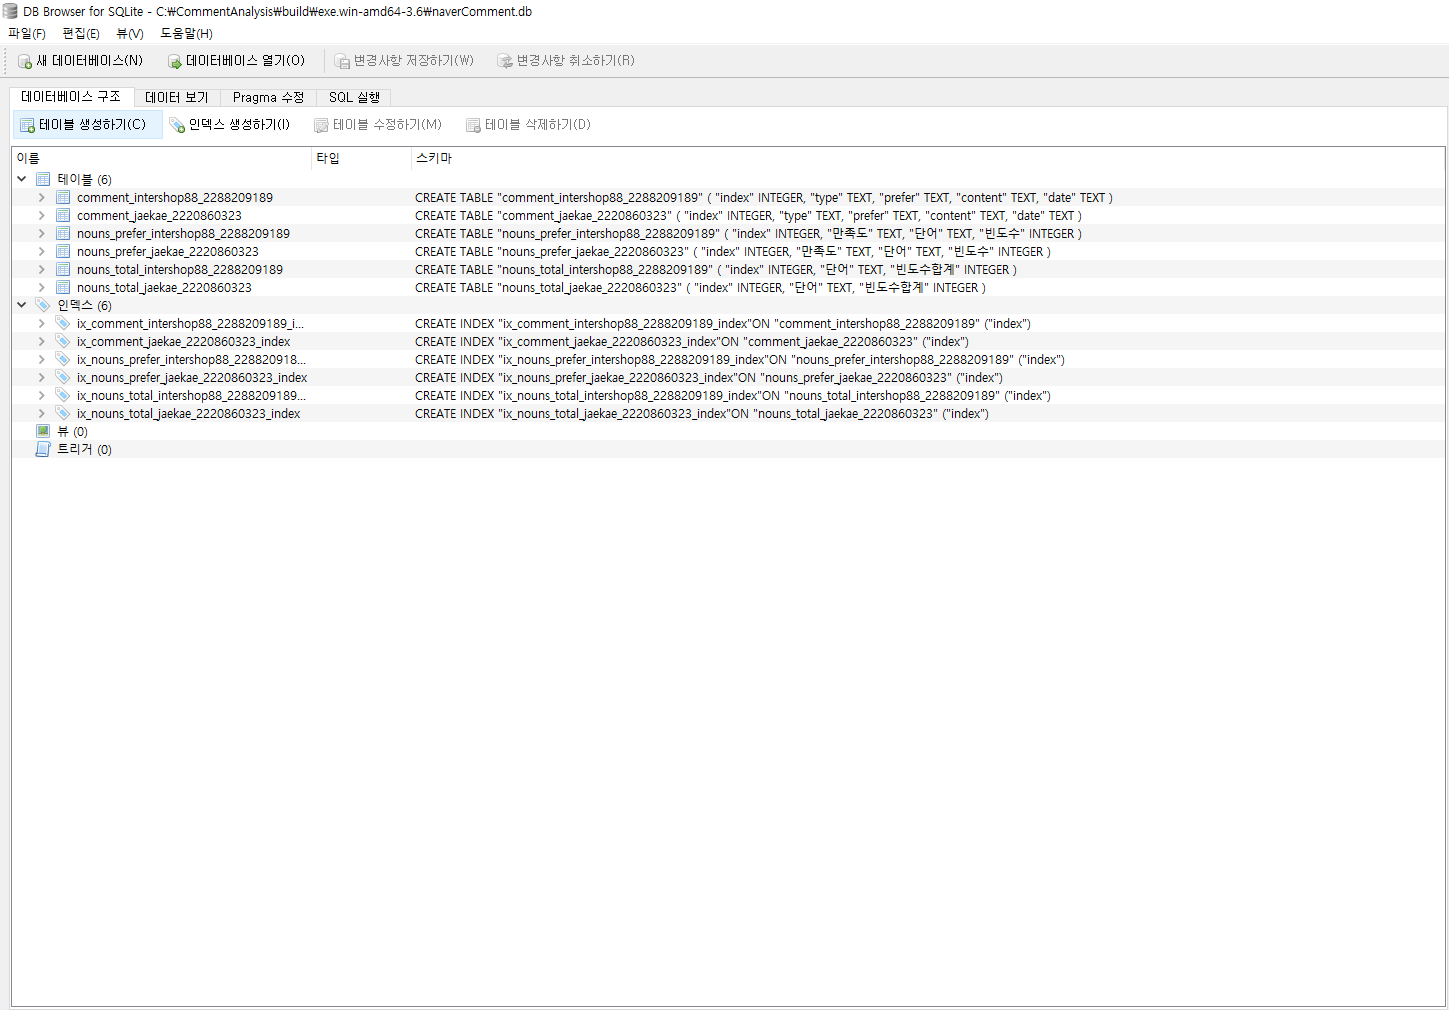 DB Browser for SQLite - C:₩CommentAnalysis₩build₩exe.win-amd64-3.6₩naverComment.db
파일(F) 편집(E) 뷰(V) 도움말(H)
새 데이터베이스(N) 데이터베이스 열기(O) 변경사항 저장하기(W) 변경사항 취소하기(R)
데이터베이스 구조 데이터 보기 Pragma 수정 SQL 실행
테이블 생성하기(C) 인덱스 생성하기(I) 테이블 수정하기(M) 테이블 삭제하기(D)
이름 타입 스키마
테이블 (6)
comment_intershop88_2288209189 CREATE TABLE "comment_intershop88_2288209189" ( "index" INTEGER, "type" TEXT, "prefer" TEXT, "content" TEXT, "date" TEXT )
comment_jaekae_2220860323 CREATE TABLE "comment_jaekae_2220860323" ( "index" INTEGER, "type" TEXT, "prefer" TEXT, "content" TEXT, "date" TEXT )
nouns_prefer_intershop88_2288209189 CREATE TABLE "nouns_prefer_intershop88_2288209189" ( "index" INTEGER, "만족도" TEXT, "단어" TEXT, "빈도수" INTEGER )
nouns_prefer_jaekae_2220860323 CREATE TABLE "nouns_prefer_jaekae_2220860323" ( "index" INTEGER, "만족도" TEXT, "단어" TEXT, "빈도수" INTEGER )
nouns_total_intershop88_2288209189 CREATE TABLE "nouns_total_intershop88_2288209189" ( "index" INTEGER, "단어" TEXT, "빈도수합계" INTEGER )
nouns_total_jaekae_2220860323 CREATE TABLE "nouns_total_jaekae_2220860323" ( "index" INTEGER, "단어" TEXT, "빈도수합계" INTEGER )
인덱스 (6)
ix_comment_intershop88_2288209189_i... CREATE INDEX "ix_comment_intershop88_2288209189_index"ON "comment_intershop88_2288209189" ("index")
ix_comment_jaekae_2220860323_index CREATE INDEX "ix_comment_jaekae_2220860323_index"ON "comment_jaekae_2220860323" ("index")
ix_nouns_prefer_intershop88_228820918... CREATE INDEX "ix_nouns_prefer_intershop88_2288209189_index"ON "nouns_prefer_intershop88_2288209189" ("index")
ix_nouns_prefer_jaekae_2220860323_index CREATE INDEX "ix_nouns_prefer_jaekae_2220860323_index"ON "nouns_prefer_jaekae_2220860323" ("index")
ix_nouns_total_intershop88_2288209189... CREATE INDEX "ix_nouns_total_intershop88_2288209189_index"ON "nouns_total_intershop88_2288209189" ("index")
ix_nouns_total_jaekae_2220860323_index CREATE INDEX "ix_nouns_total_jaekae_2220860323_index"ON "nouns_total_jaekae_2220860323" ("index")
뷰 (0)
트리거 (0)